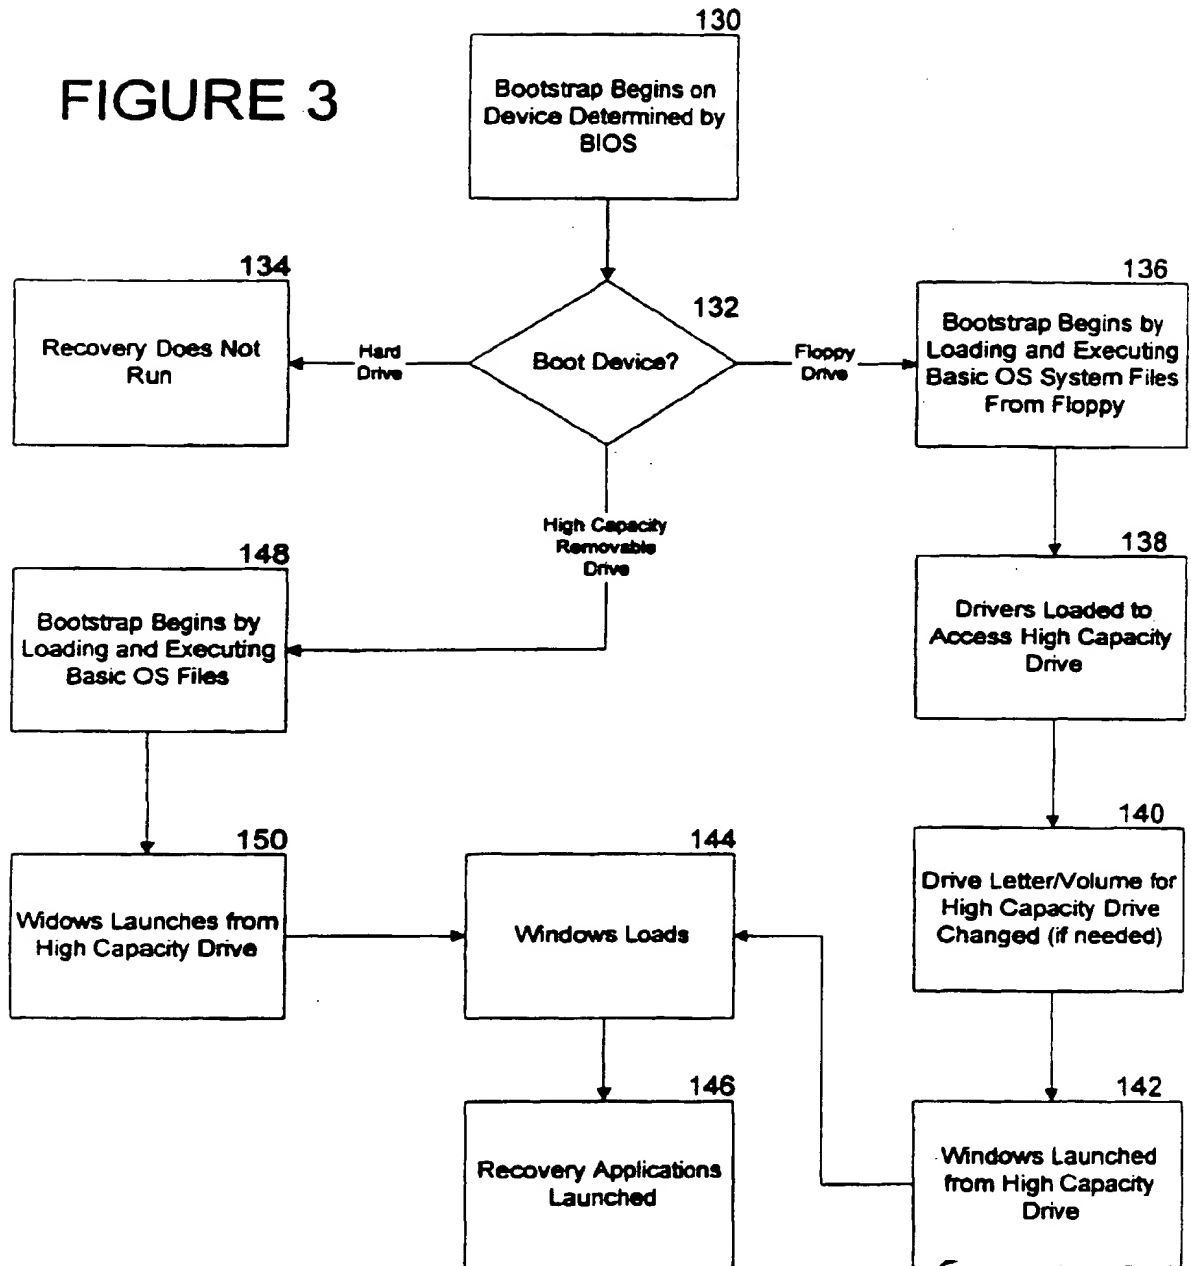 FIGURE 3
130
Bootstrap Begins on
Device Determined by
BIOS
132
Boot Device?
Hard
Drive
134
Recovery Does Not
Run
Floppy
Drive
136
Bootstrap Begins by
Loading and Executing
Basic OS System Files
From Floppy
High Capacity
Removable
Drive
138
Drivers Loaded to
Access High Capacity
Drive
148
Bootstrap Begins by
Loading and Executing
Basic OS Files
140
Drive Letter/Volume for
High Capacity Drive
Changed (if needed)
150
Widows Launches from
High Capacity Drive
144
Windows Loads
142
Windows Launched
from High Capacity
Drive
146
Recovery Applications
Launched